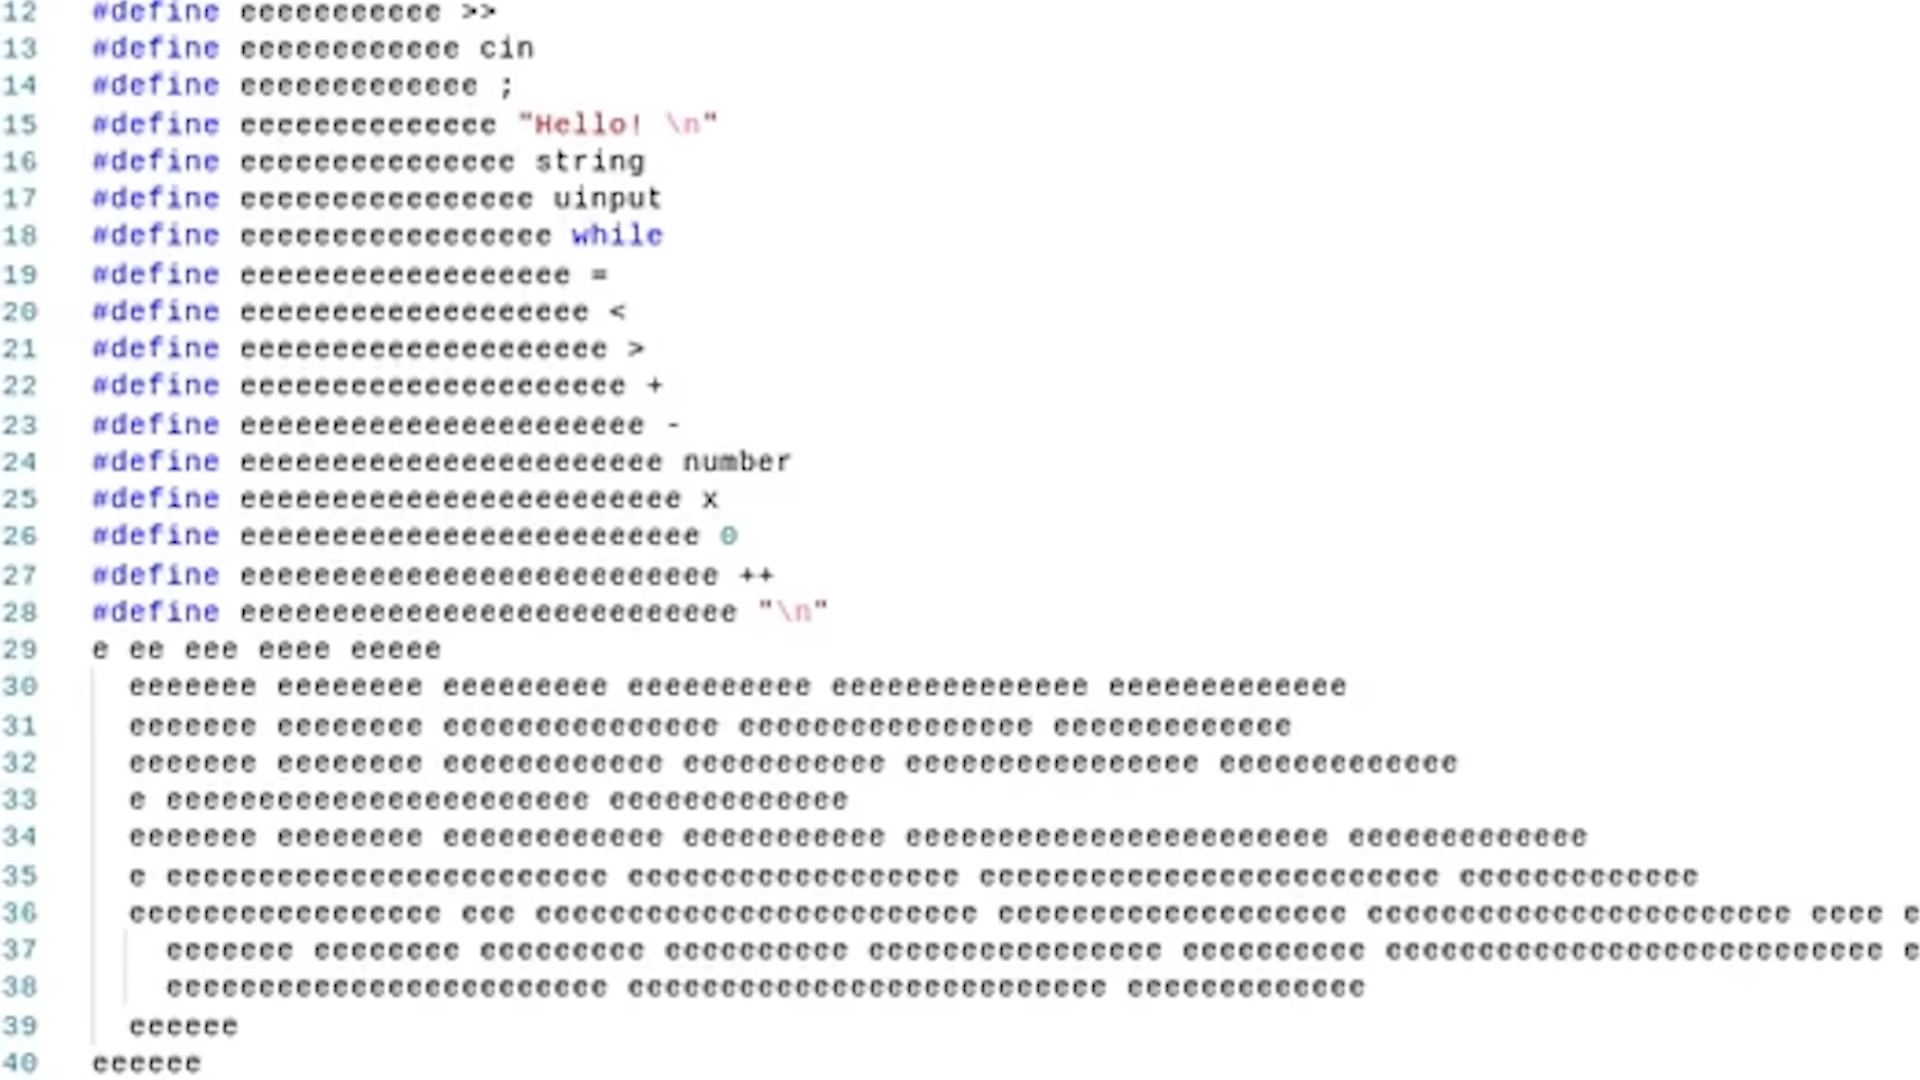 12 #define eeeeeeeeeee >>
13 #define eeeeeeeeeeee cin
14 #define eeeeeeeeeeeee ;
15 #define eeeeeeeeeeeeee "Hello! \n"
16 #define eeeeeeeeeeeeeee string
17 #define eeeeeeeeeeeeeeee uinput
18 #define eeeeeeeeeeeeeeeee while
19 #define eeeeeeeeeeeeeeeeee =
20 #define eeeeeeeeeeeeeeeeeee <
21 #define eeeeeeeeeeeeeeeeeeee >
22 #define eeeeeeeeeeeeeeeeeeeee +
23 #define eeeeeeeeeeeeeeeeeeeeee -
24 #define eeeeeeeeeeeeeeeeeeeeeee number
25 #define eeeeeeeeeeeeeeeeeeeeeeee x
26 #define eeeeeeeeeeeeeeeeeeeeeeeee 0
27 #define eeeeeeeeeeeeeeeeeeeeeeeeee ++
28 #define eeeeeeeeeeeeeeeeeeeeeeeeeee "\n"
29 e ee eee eeee eeeee
30 eeeeeee eeeeeeee eeeeeeeee eeeeeeeeee eeeeeeeeeeeeee eeeeeeeeeeeee
31 eeeeeee eeeeeeee eeeeeeeeeeeeeee eeeeeeeeeeeeeeee eeeeeeeeeeeee
32 eeeeeee eeeeeeee eeeeeeeeeeee eeeeeeeeeee eeeeeeeeeeeeeeee eeeeeeeeeeeee
33 e eeeeeeeeeeeeeeeeeeeeeee eeeeeeeeeeeee
34 eeeeeee eeeeeeee eeeeeeeeeeee eeeeeeeeeee eeeeeeeeeeeeeeeeeeeeeee eeeeeeeeeeeee
35 e eeeeeeeeeeeeeeeeeeeeeeee eeeeeeeeeeeeeeeeee eeeeeeeeeeeeeeeeeeeeeeeee eeeeeeeeeeeee
36 eeeeeeeeeeeeeeeee eee eeeeeeeeeeeeeeeeeeeeeeee eeeeeeeeeeeeeeeeeee eeeeeeeeeeeeeeeeeeeeeee eeee e
37 eeeeeee eeeeeeee eeeeeeeee eeeeeeeeee eeeeeeeeeeeeeeee eeeeeeeeee eeeeeeeeeeeeeeeeeeeeeeeeeee e
38 eeeeeeeeeeeeeeeeeeeeeeee eeeeeeeeeeeeeeeeeeeeeeeeee eeeeeeeeeeeee
39 eeeeee
40 eeeeee